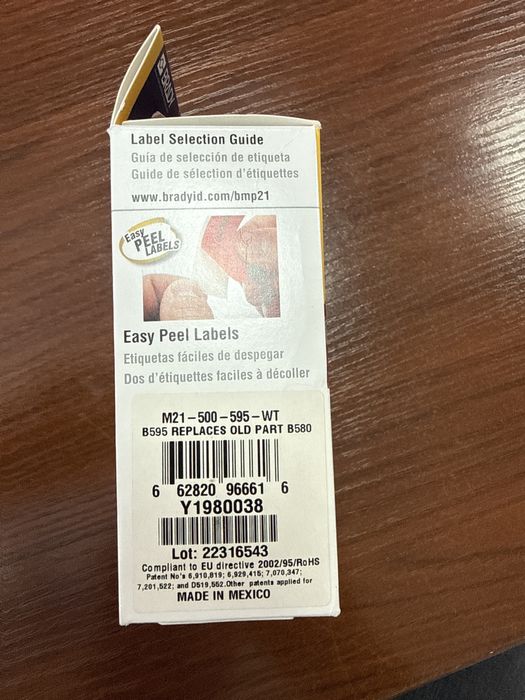 BRADY
Label Selection Guide
Guía de selección de etiqueta
Guide de sélection d'étiquettes
www.bradyid.com/bmp21
Easy
PEEL
LABELS
Easy Peel Labels
Etiquetas fáciles de despegar
Dos d'étiquettes faciles à décoller
M21-500-595-WT
B595 REPLACES OLD PART B580
6 62820 96661 6
Y1980038
Lot: 22316543
Compliant to EU directive 2002/95/RoHS
Patent No's 6,910,819; 6,929,415; 7,070,347;
7,201,522; and D519,552.Other patents applied for
MADE IN MEXICO